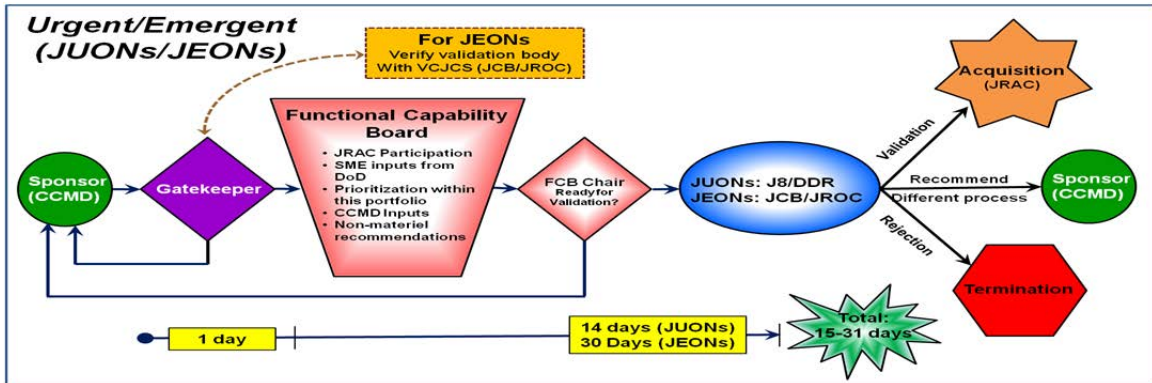 Urgent/Emergent
(JUONs/JEONs)
For JEONs
Verify validation body
With VCJCS (JCB/JROC)
Sponsor
(CCMD)
Gatekeeper
Functional Capability
Board
• JRAC Participation
• SME inputs from
DoD
• Prioritization within
this portfolio
• CCMD Inputs
• Non-materiel
recommendations
FCB Chair
Ready for
Validation?
JUONs: J8/DDR
JEONs: JCB/JROC
Validation
Recommend
Different process
Rejection
Acquisition
(JRAC)
Sponsor
(CCMD)
Termination
1 day
14 days (JUONs)
30 Days (JEONs)
Total:
15-31 days